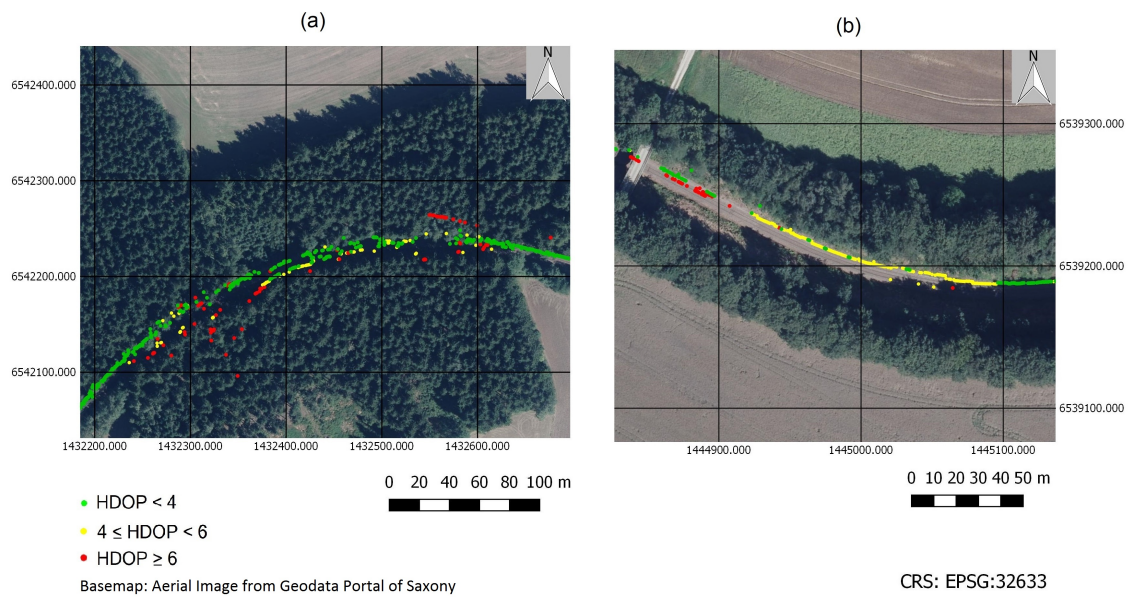 (a)
(b)
N
N
6542400.000
6542300.000
6542200.000
6542100.000
1432200.000 1432300.000 1432400.000 1432500.000 1432600.000
6539300.000
6539200.000
6539100.000
1444900.000 1445000.000 1445100.000
0 20 40 60 80 100 m
0 10 20 30 40 50 m
HDOP < 4
4 ≤ HDOP < 6
HDOP ≥ 6
Basemap: Aerial Image from Geodata Portal of Saxony
CRS: EPSG:32633